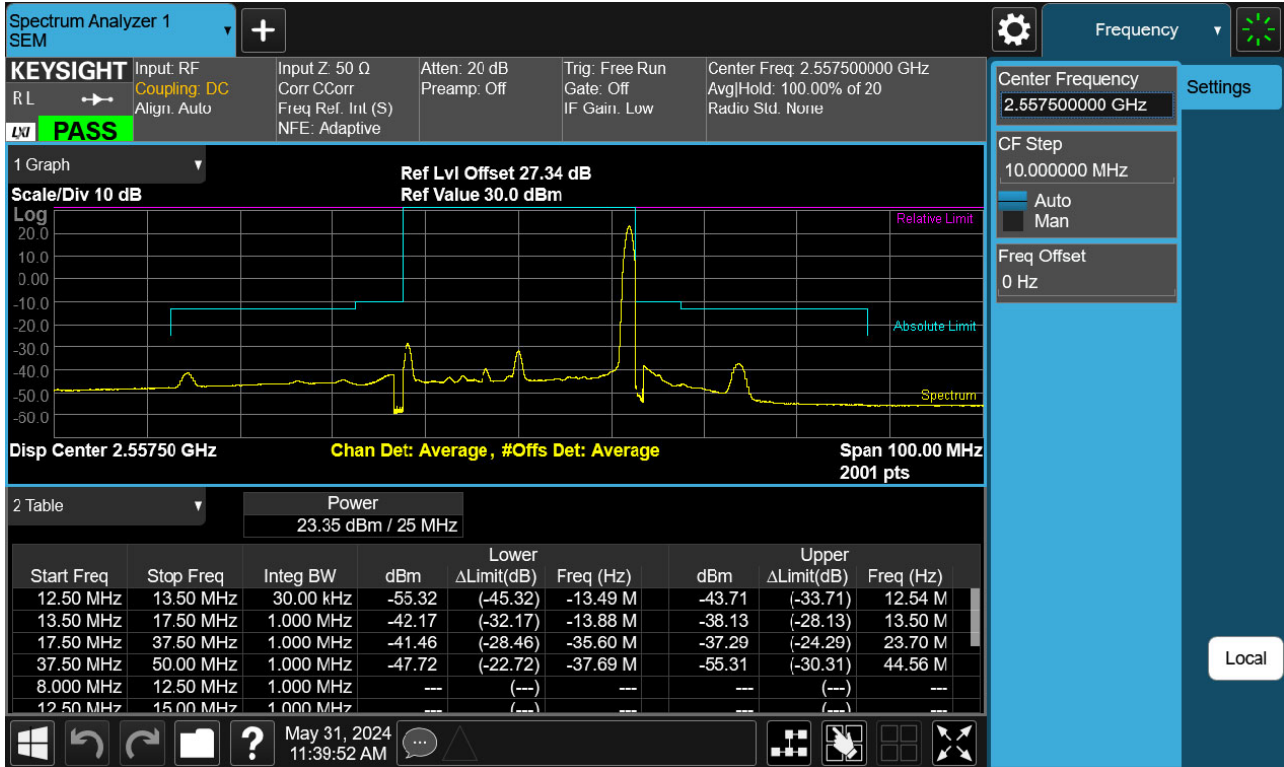 Spectrum Analyzer 1
SEM
Frequency
KEYSIGHT
R L
LXI
PASS
Input: RF
Coupling: DC
Align: Auto
Input Z: 50 Ω
Corr CCorr
Freq Ref: Int (S)
NFE: Adaptive
Atten: 20 dB
Preamp: Off
Trig: Free Run
Gate: Off
IF Gain: Low
Center Freq: 2.557500000 GHz
Avg|Hold: 100.00% of 20
Radio Std: None
Center Frequency
2.557500000 GHz
Settings
CF Step
10.000000 MHz
Auto
Man
Freq Offset
0 Hz
1 Graph
Scale/Div 10 dB
Ref Lvl Offset 27.34 dB
Ref Value 30.0 dBm
Log
20.0
10.0
0.00
-10.0
-20.0
-30.0
-40.0
-50.0
-60.0
Relative Limit
Absolute Limit
Spectrum
Disp Center 2.55750 GHz
Chan Det: Average , #Offs Det: Average
Span 100.00 MHz
2001 pts
2 Table
Power
23.35 dBm / 25 MHz
Lower Upper
Start Freq Stop Freq Integ BW dBm ΔLimit(dB) Freq (Hz) dBm ΔLimit(dB) Freq (Hz)
12.50 MHz 13.50 MHz 30.00 kHz -55.32 (-45.32) -13.49 M -43.71 (-33.71) 12.54 M
13.50 MHz 17.50 MHz 1.000 MHz -42.17 (-32.17) -13.88 M -38.13 (-28.13) 13.50 M
17.50 MHz 37.50 MHz 1.000 MHz -41.46 (-28.46) -35.60 M -37.29 (-24.29) 23.70 M
37.50 MHz 50.00 MHz 1.000 MHz -47.72 (-22.72) -37.69 M -55.31 (-30.31) 44.56 M
8.000 MHz 12.50 MHz 1.000 MHz --- (---) --- --- (---) ---
12.50 MHz 15.00 MHz 1.000 MHz --- (---) --- --- (---) ---
Local
May 31, 2024
11:39:52 AM